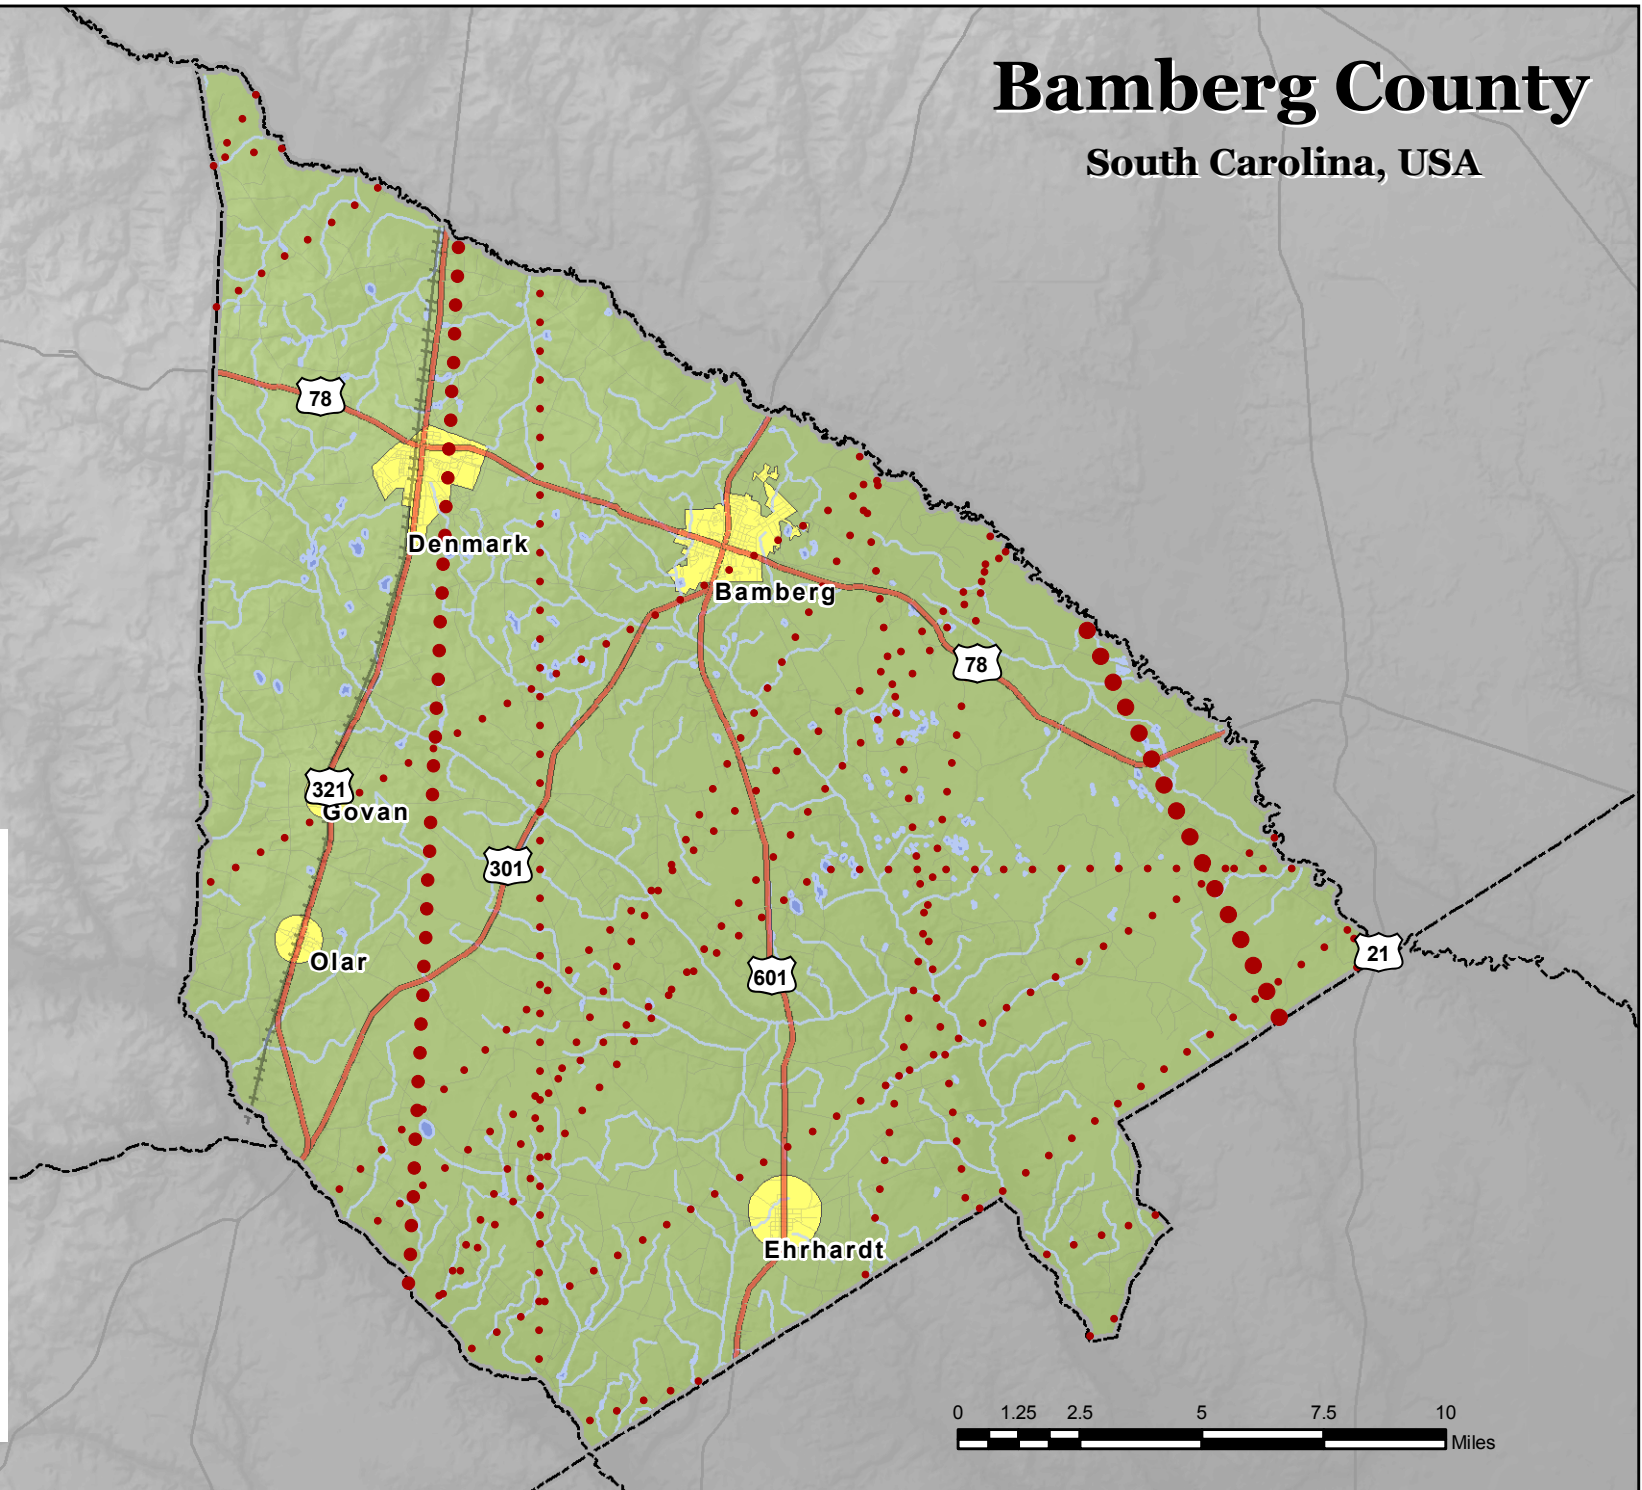 Bamberg County
South Carolina, USA
78
Denmark
Bamberg
78
321
Govan
301
Olar
21
601
Ehrhardt
0 1.25 2.5 5 7.5 10
Miles